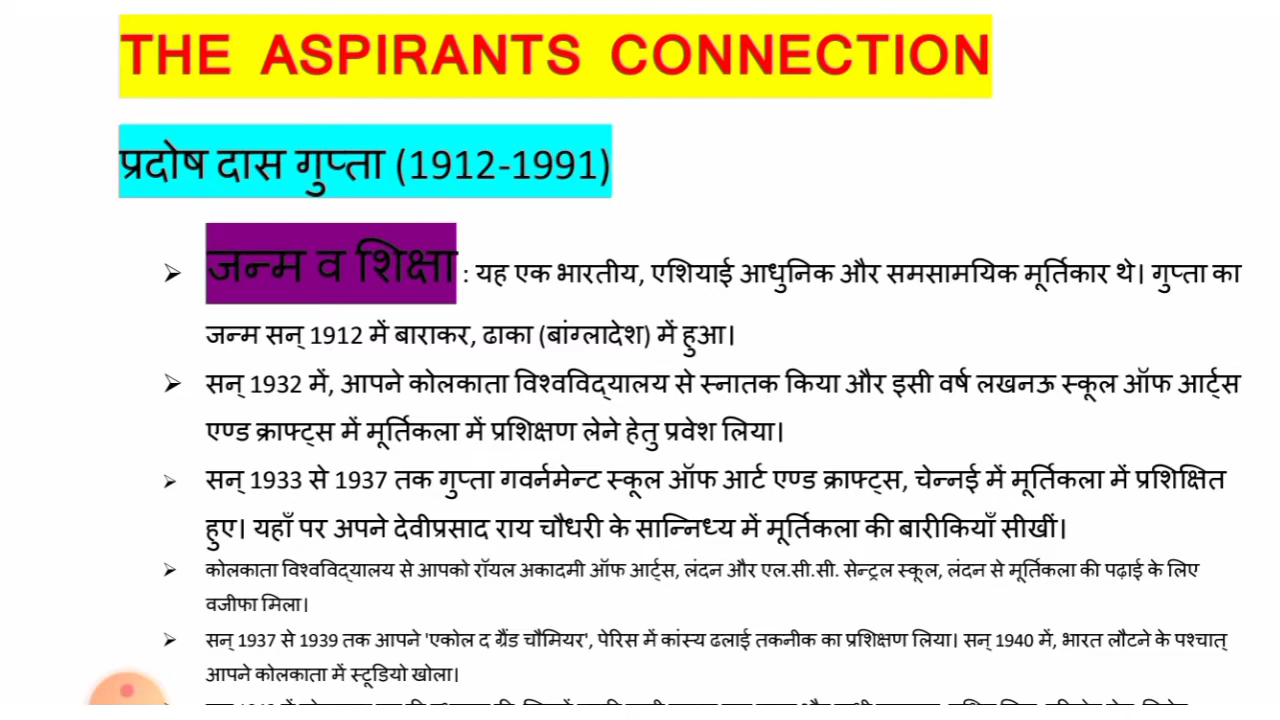 THE ASPIRANTS CONNECTION
प्रदोष दास गुप्ता (1912-1991)
➢ जन्म व शिक्षा : यह एक भारतीय, एशियाई आधुनिक और समसामयिक मूर्तिकार थे। गुप्ता का
जन्म सन् 1912 में बाराकर, ढाका (बांग्लादेश) में हुआ।
➢ सन् 1932 में, आपने कोलकाता विश्वविद्यालय से स्नातक किया और इसी वर्ष लखनऊ स्कूल ऑफ आर्ट्स
एण्ड क्राफ्ट्स में मूर्तिकला में प्रशिक्षण लेने हेतु प्रवेश लिया।
➢ सन् 1933 से 1937 तक गुप्ता गवर्नमेन्ट स्कूल ऑफ आर्ट एण्ड क्राफ्ट्स, चेन्नई में मूर्तिकला में प्रशिक्षित
हुए। यहाँ पर अपने देवीप्रसाद राय चौधरी के सान्निध्य में मूर्तिकला की बारीकियाँ सीखीं।
➢ कोलकाता विश्वविद्यालय से आपको रॉयल अकादमी ऑफ आर्ट्स, लंदन और एल.सी.सी. सेन्ट्रल स्कूल, लंदन से मूर्तिकला की पढ़ाई के लिए
वजीफा मिला।
➢ सन् 1937 से 1939 तक आपने 'एकोल द ग्रैंड चौमियर', पेरिस में कांस्य ढलाई तकनीक का प्रशिक्षण लिया। सन् 1940 में, भारत लौटने के पश्चात्
आपने कोलकाता में स्टूडियो खोला।